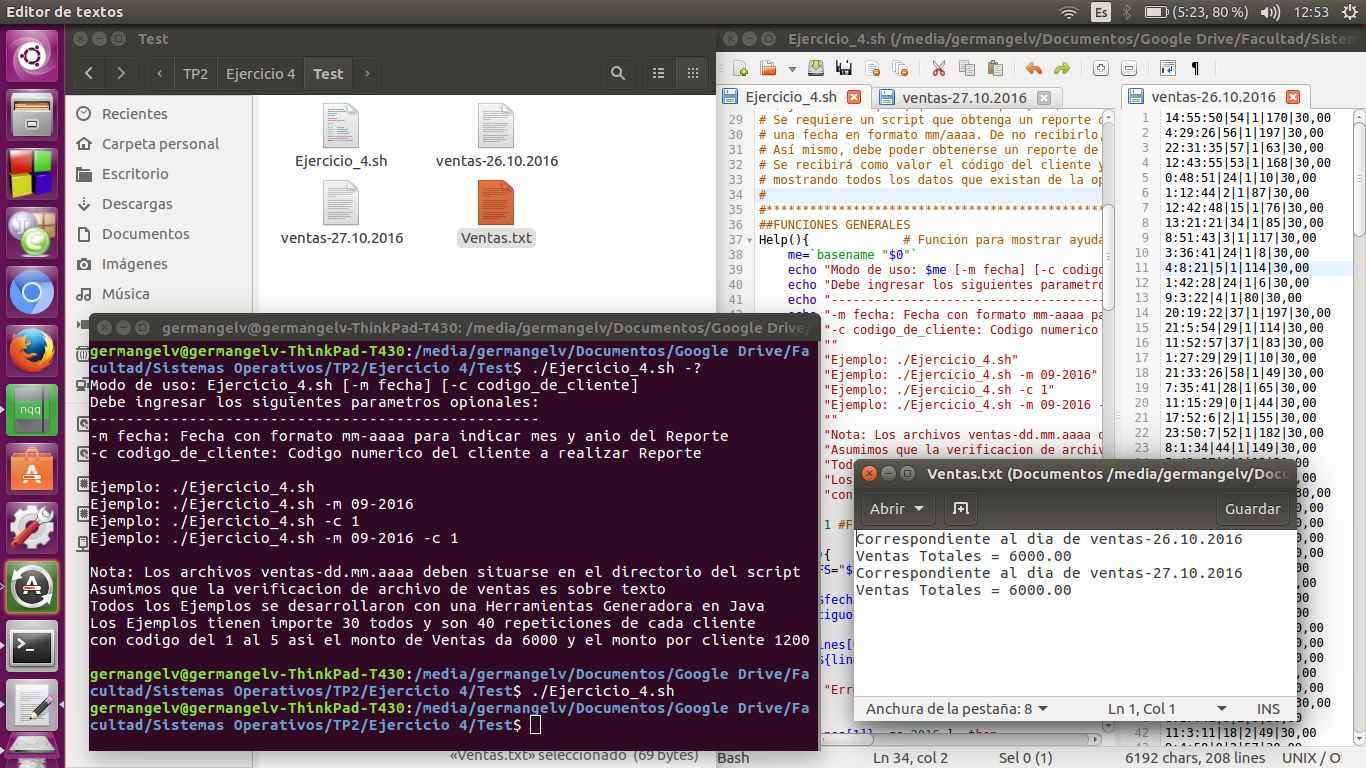 Editor de textos
Es
(5:23, 80 %)
12:53
Test
TP2
Ejercicio 4
Test
Recientes
Carpeta personal
Escritorio
Descargas
Documentos
Imágenes
Música
Ejercicio_4.sh
ventas-26.10.2016
ventas-27.10.2016
Ventas.txt
«Ventas.txt» seleccionado (69 bytes)
Ejercicio_4.sh (/media/germangelv/Documentos/Google Drive/Facultad/Sistem
Ejercicio_4.sh
ventas-27.10.2016
ventas-26.10.2016
29 # Se requiere un script que obtenga un reporte
30 # una fecha en formato mm/aaaa. De no recibirlo,
31 # Así mismo, debe poder obtenerse un reporte de
32 # Se recibirá como valor el código del cliente y
33 # mostrando todos los datos que existan de la op
34 #
35 #***********************************************
36 ##FUNCIONES GENERALES
37 Help(){ # Funcion para mostrar ayuda
38 me=`basename "$0"`
39 echo "Modo de uso: $me [-m fecha] [-c codigo
40 echo "Debe ingresar los siguientes parametro
41 echo "--------------------------------------
"-m fecha: Fecha con formato mm-aaaa pa
"-c codigo_de_cliente: Codigo numerico
""
"Ejemplo: ./Ejercicio_4.sh"
"Ejemplo: ./Ejercicio_4.sh -m 09-2016"
"Ejemplo: ./Ejercicio_4.sh -c 1"
"Ejemplo: ./Ejercicio_4.sh -m 09-2016 -
""
"Nota: Los archivos ventas-dd.mm.aaaa
"Asumimos que la verificacion de archiv
1 14:55:50|54|1|170|30,00
2 4:29:26|56|1|197|30,00
3 22:31:35|57|1|63|30,00
4 12:43:55|53|1|168|30,00
5 0:48:51|24|1|10|30,00
6 1:12:44|2|1|87|30,00
7 12:42:48|15|1|76|30,00
8 13:21:21|34|1|85|30,00
9 8:51:43|3|1|117|30,00
10 3:36:41|24|1|8|30,00
11 4:8:21|5|1|114|30,00
12 1:42:28|24|1|6|30,00
13 9:3:22|4|1|80|30,00
14 20:19:22|37|1|197|30,00
15 21:5:54|29|1|114|30,00
16 11:52:57|37|1|83|30,00
17 1:27:29|29|1|10|30,00
18 21:33:26|58|1|49|30,00
19 7:35:41|28|1|65|30,00
20 11:15:29|0|1|44|30,00
21 17:52:6|2|1|155|30,00
22 23:50:7|52|1|182|30,00
23 8:1:34|44|1|149|30,00
42 11:3:11|18|2|49|30,00
germangelv@germangelv-ThinkPad-T430: /media/germangelv/Documentos/Google Drive/
germangelv@germangelv-ThinkPad-T430:/media/germangelv/Documentos/Google Drive/Fa
cultad/Sistemas Operativos/TP2/Ejercicio 4/Test$ ./Ejercicio_4.sh -?
Modo de uso: Ejercicio_4.sh [-m fecha] [-c codigo_de_cliente]
Debe ingresar los siguientes parametros opionales:
--------------------------------------------------
-m fecha: Fecha con formato mm-aaaa para indicar mes y anio del Reporte
-c codigo_de_cliente: Codigo numerico del cliente a realizar Reporte
Ejemplo: ./Ejercicio_4.sh
Ejemplo: ./Ejercicio_4.sh -m 09-2016
Ejemplo: ./Ejercicio_4.sh -c 1
Ejemplo: ./Ejercicio_4.sh -m 09-2016 -c 1
Nota: Los archivos ventas-dd.mm.aaaa deben situarse en el directorio del script
Asumimos que la verificacion de archivo de ventas es sobre texto
Todos los Ejemplos se desarrollaron con una Herramientas Generadora en Java
Los Ejemplos tienen importe 30 todos y son 40 repeticiones de cada cliente
con codigo del 1 al 5 asi el monto de Ventas da 6000 y el monto por cliente 1200
germangelv@germangelv-ThinkPad-T430:/media/germangelv/Documentos/Google Drive/Fa
cultad/Sistemas Operativos/TP2/Ejercicio 4/Test$ ./Ejercicio_4.sh
germangelv@germangelv-ThinkPad-T430:/media/germangelv/Documentos/Google Drive/Fa
cultad/Sistemas Operativos/TP2/Ejercicio 4/Test$
Ventas.txt (Documentos /media/germangelv/Docu
Abrir
Guardar
Correspondiente al dia de ventas-26.10.2016
Ventas Totales = 6000.00
Correspondiente al dia de ventas-27.10.2016
Ventas Totales = 6000.00
Anchura de la pestaña: 8
Ln 1, Col 1
INS
Bash
Ln 34, col 2
Sel 0 (1)
6192 chars, 208 lines
UNIX / OS
nqq